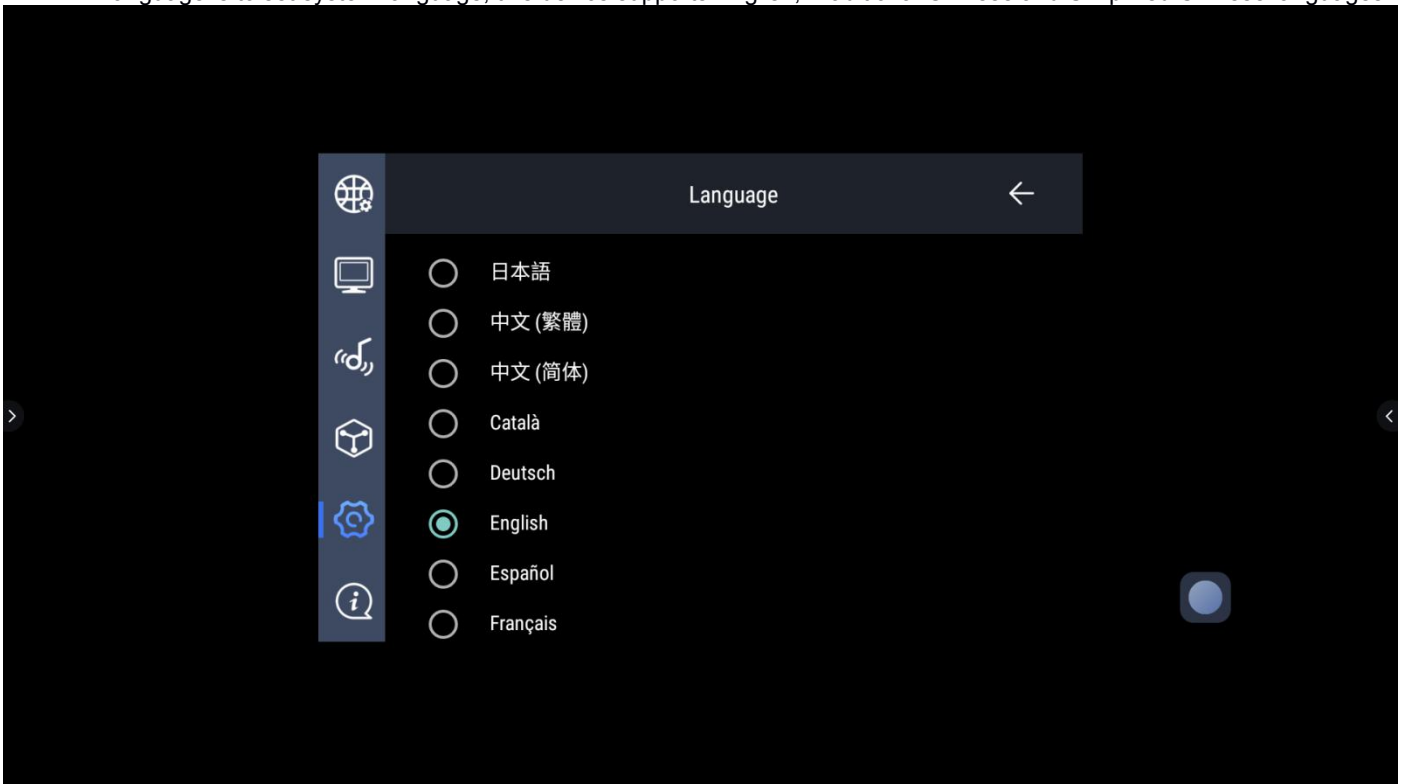 Language
日本語
中文 (繁體)
中文 (简体)
Català
Deutsch
English
Español
Français